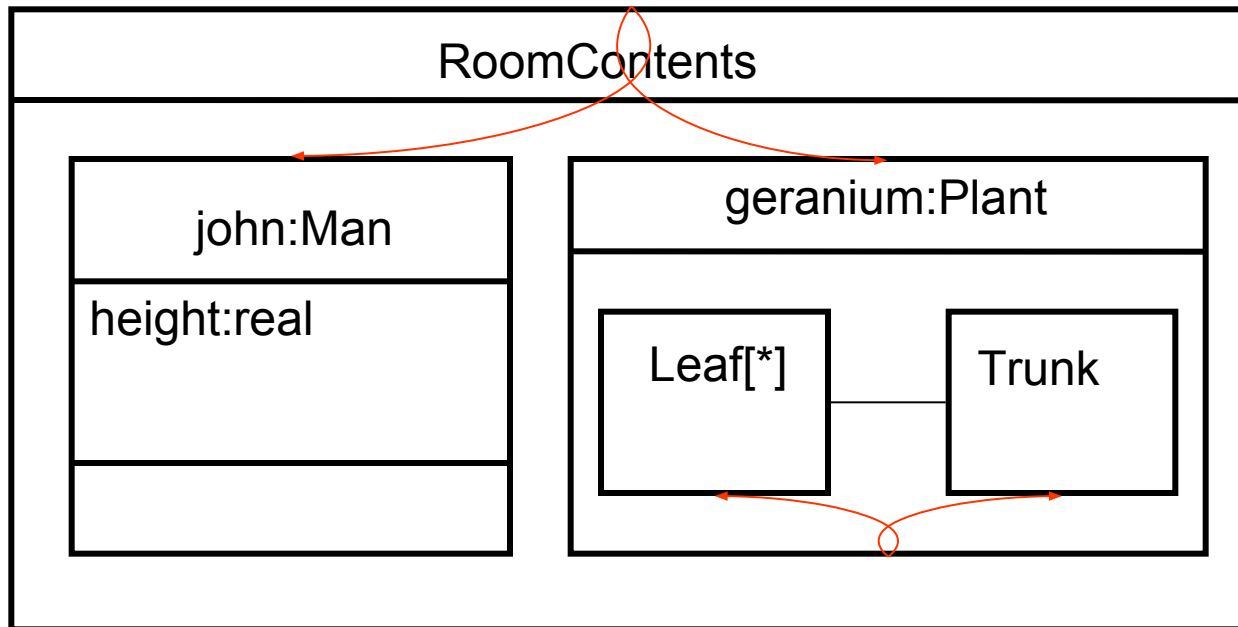 RoomContents
john:Man
height:real
geranium:Plant
Leaf[*]
Trunk